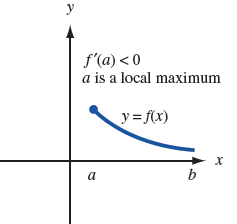 y
f′(a) < 0
a is a local maximum
y = f(x)
x
a
b